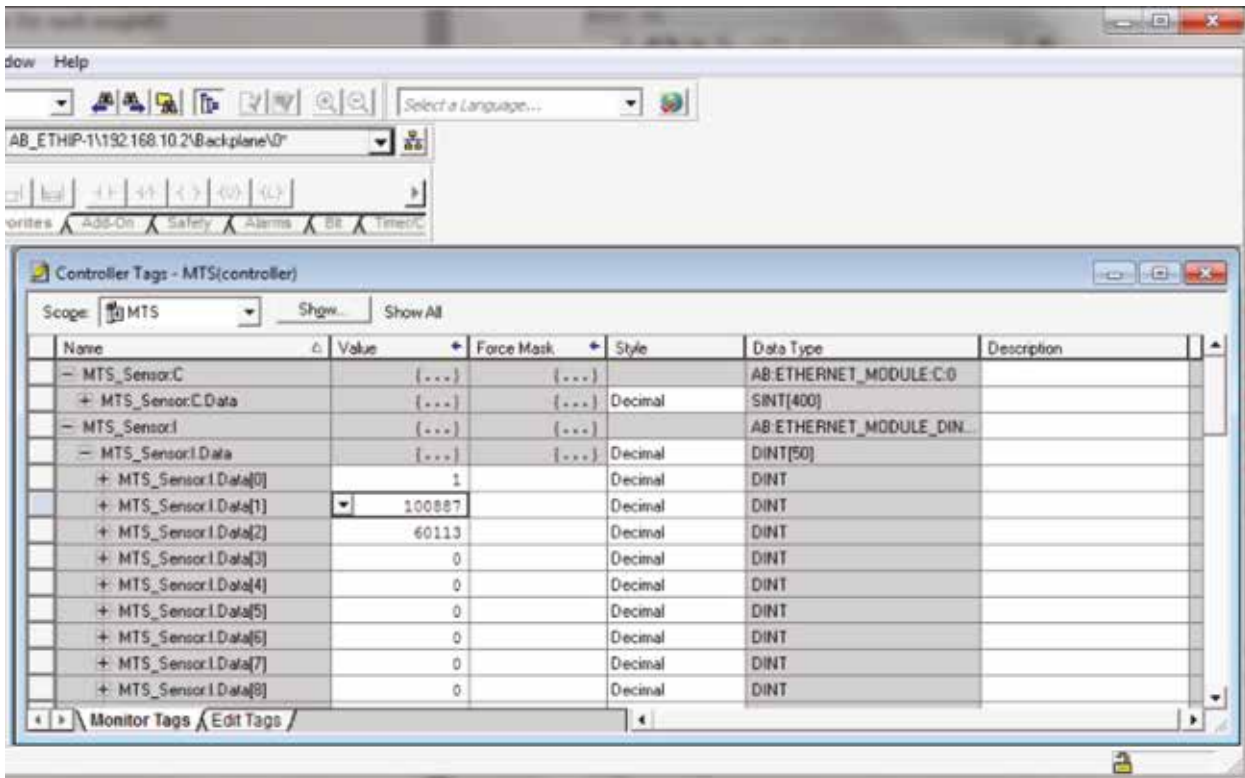 dow Help
Select a Language...
AB_ETHIP-1\192.168.10.2\Backplane\0*
orites Add-On Safety Alarms Bit Timer/C
Controller Tags - MTS(controller)
Scope: MTS Show... Show All
Name Value Force Mask Style Data Type Description
− MTS_Sensor:C {...} {...} AB:ETHERNET_MODULE:C:0
+ MTS_Sensor:C.Data {...} {...} Decimal SINT[400]
− MTS_Sensor:I {...} {...} AB:ETHERNET_MODULE_DIN...
− MTS_Sensor:I.Data {...} {...} Decimal DINT[50]
+ MTS_Sensor:I.Data[0] 1 Decimal DINT
+ MTS_Sensor:I.Data[1] 100887 Decimal DINT
+ MTS_Sensor:I.Data[2] 60113 Decimal DINT
+ MTS_Sensor:I.Data[3] 0 Decimal DINT
+ MTS_Sensor:I.Data[4] 0 Decimal DINT
+ MTS_Sensor:I.Data[5] 0 Decimal DINT
+ MTS_Sensor:I.Data[6] 0 Decimal DINT
+ MTS_Sensor:I.Data[7] 0 Decimal DINT
+ MTS_Sensor:I.Data[8] 0 Decimal DINT
Monitor Tags Edit Tags